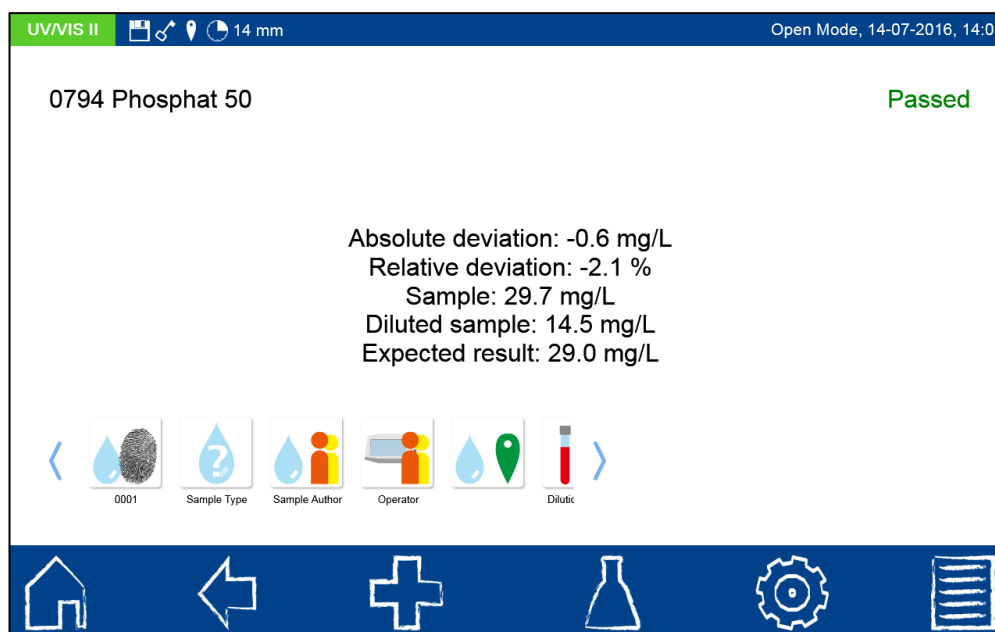 UV/VIS II 14 mm Open Mode, 14-07-2016, 14:0
0794 Phosphat 50 Passed
Absolute deviation: -0.6 mg/L
Relative deviation: -2.1 %
Sample: 29.7 mg/L
Diluted sample: 14.5 mg/L
Expected result: 29.0 mg/L
?
0001 Sample Type Sample Author Operator Dilutic